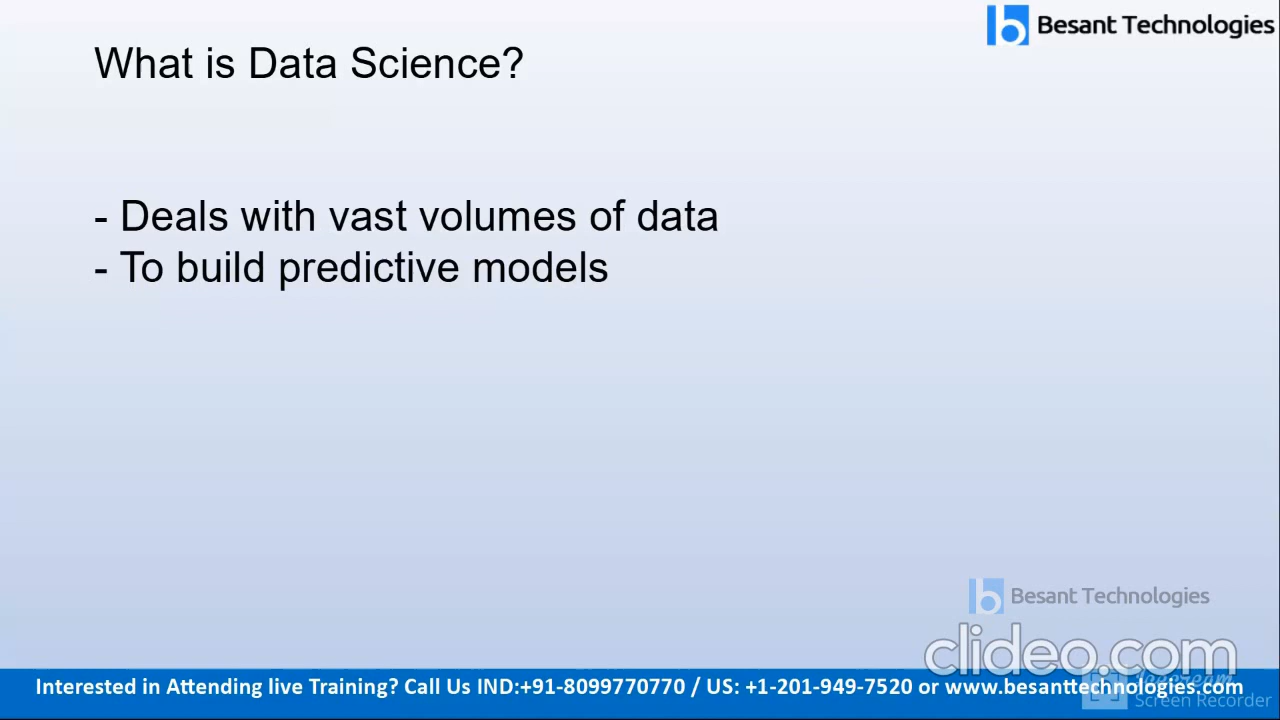 Besant Technologies
What is Data Science?
- Deals with vast volumes of data
- To build predictive models
Besant Technologies
clideo.com
Interested in Attending live Training? Call Us IND:+91-8099770770 / US: +1-201-949-7520 or www.besanttechnologies.com
Icecream
Screen Recorder